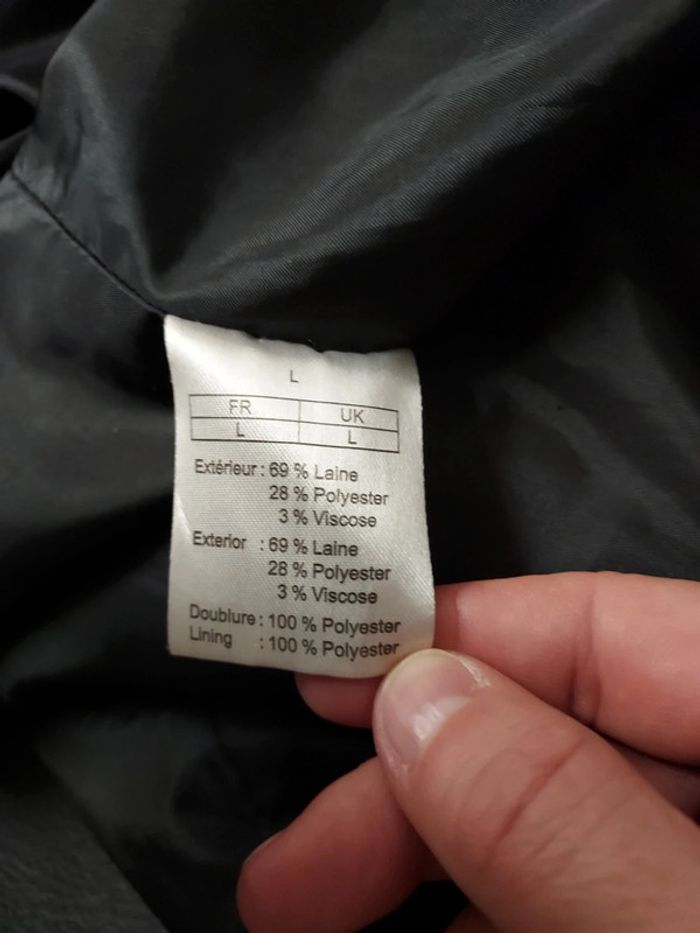 L
FR UK
L L
Extérieur : 69 % Laine
28 % Polyester
3 % Viscose
Exterior : 69 % Laine
28 % Polyester
3 % Viscose
Doublure : 100 % Polyester
Lining : 100 % Polyester